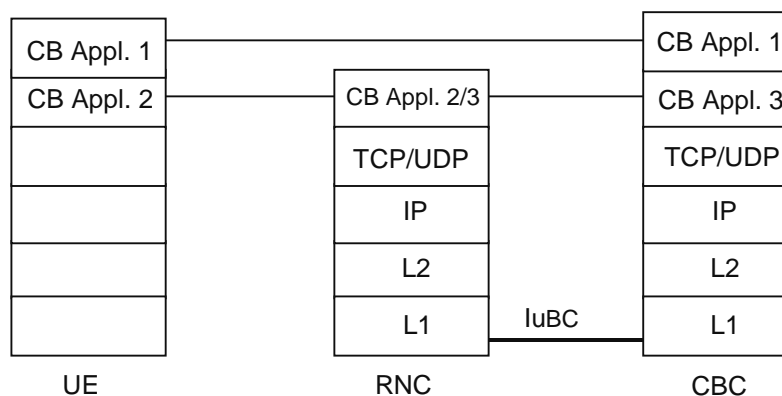 CB Appl. 1
CB Appl. 1
CB Appl. 2
CB Appl. 2/3
CB Appl. 3
TCP/UDP
TCP/UDP
IP
IP
L2
L2
L1
IuBC
L1
UE
RNC
CBC